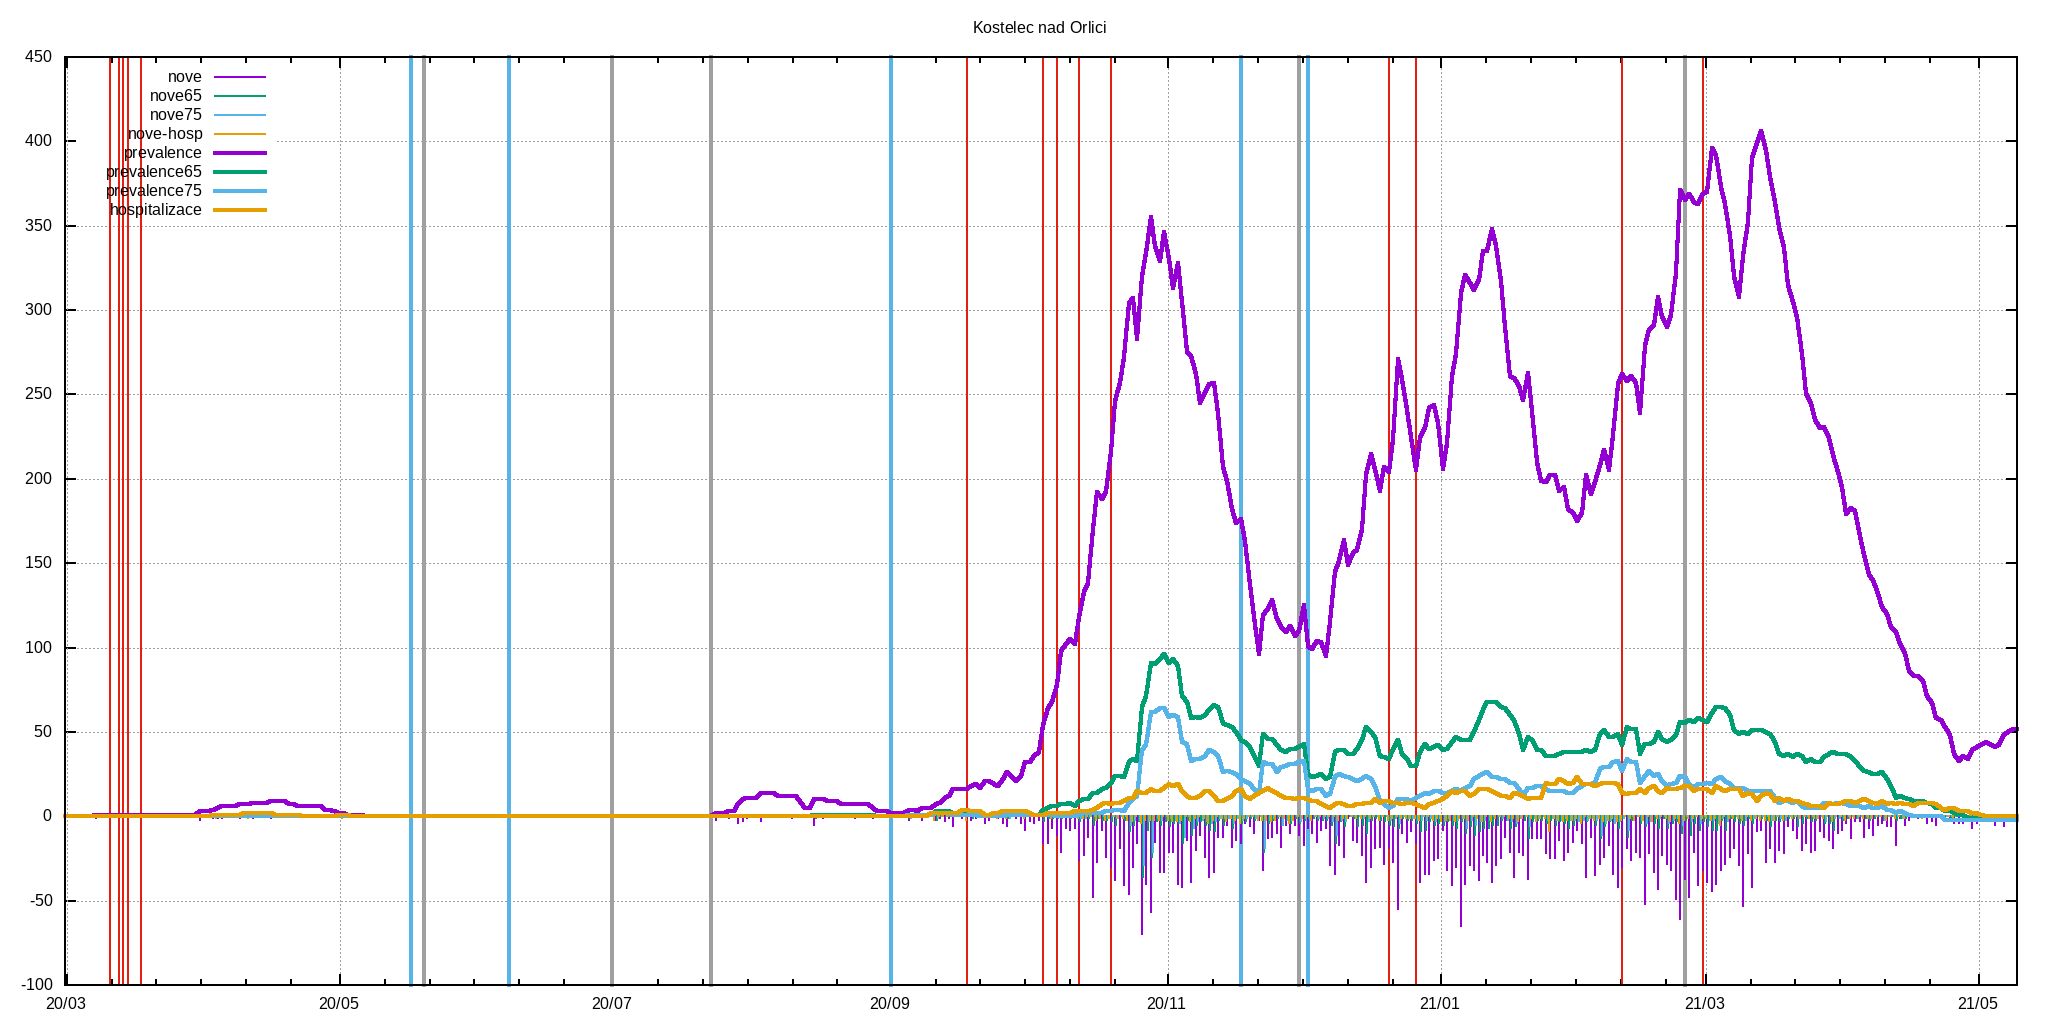 Kostelec nad Orlici
450
400
350
300
250
200
150
100
50
0
-50
-100
nove
nove65
nove75
nove-hosp
prevalence
prevalence65
prevalence75
hospitalizace
20/03 20/05 20/07 20/09 20/11 21/01 21/03 21/05